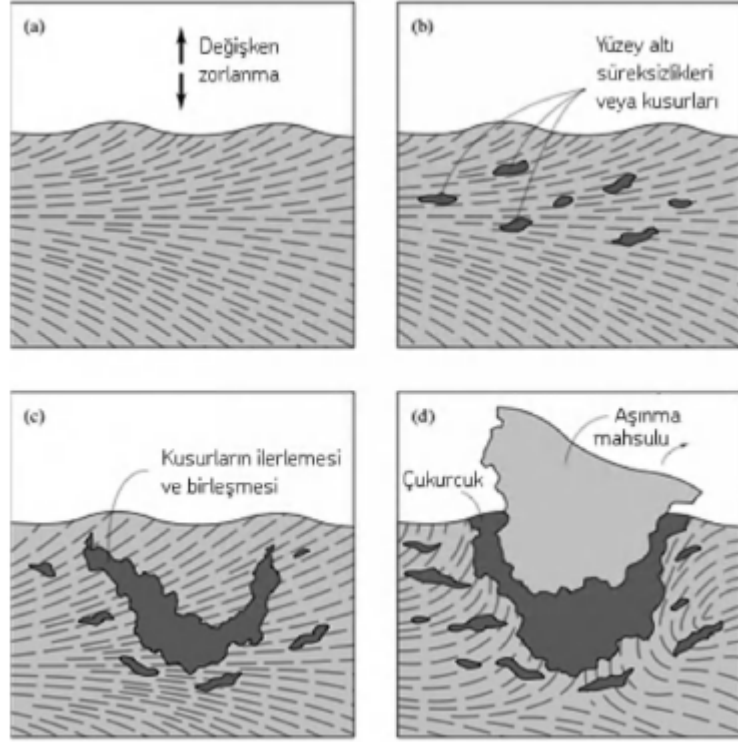 (a)
Değişken
zorlanma
(b)
Yüzey altı
süreksizlikleri
veya kusurları
(c)
Kusurların ilerlemesi
ve birleşmesi
(d)
Aşınma
mahsulu
Çukurcuk